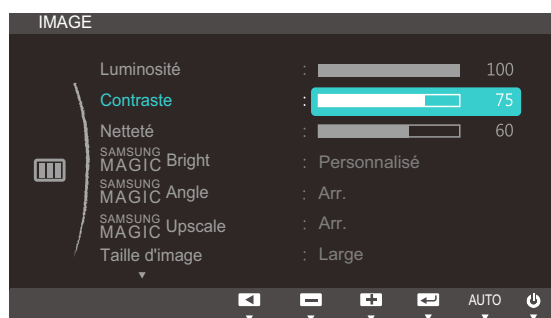 IMAGE
Luminosité : 100
Contraste : 75
Netteté : 60
SAMSUNG MAGIC Bright : Personnalisé
SAMSUNG MAGIC Angle : Arr.
SAMSUNG MAGIC Upscale : Arr.
Taille d'image : Large
AUTO